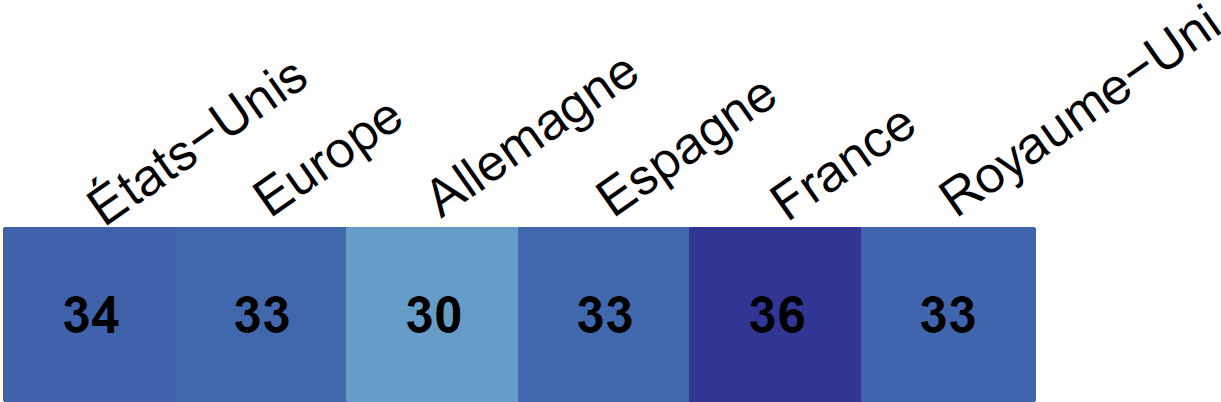 États−Unis
Europe
Allemagne
Espagne
France
Royaume−Uni
34 33 30 33 36 33